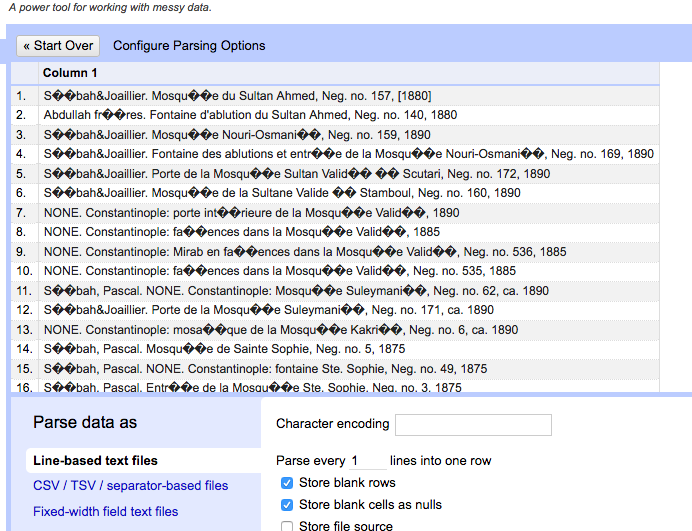 A power tool for working with messy data.
« Start Over Configure Parsing Options
Column 1
1. S��bah&Joaillier. Mosqu��e du Sultan Ahmed, Neg. no. 157, [1880]
2. Abdullah fr��res. Fontaine d'ablution du Sultan Ahmed, Neg. no. 140, 1880
3. S��bah&Joaillier. Mosqu��e Nouri-Osmani��, Neg. no. 159, 1890
4. S��bah&Joaillier. Fontaine des ablutions et entr��e de la Mosqu��e Nouri-Osmani��, Neg. no. 169, 1890
5. S��bah&Joaillier. Porte de la Mosqu��e Sultan Valid�� �� Scutari, Neg. no. 172, 1890
6. S��bah&Joaillier. Mosqu��e de la Sultane Valide �� Stamboul, Neg. no. 160, 1890
7. NONE. Constantinople: porte int��rieure de la Mosqu��e Valid��, 1890
8. NONE. Constantinople: fa��ences dans la Mosqu��e Valid��, 1885
9. NONE. Constantinople: Mirab en fa��ences dans la Mosqu��e Valid��, Neg. no. 536, 1885
10. NONE. Constantinople: fa��ences dans la Mosqu��e Valid��, Neg. no. 535, 1885
11. S��bah, Pascal. NONE. Constantinople: Mosqu��e Suleymani��, Neg. no. 62, ca. 1890
12. S��bah&Joaillier. Porte de la Mosqu��e Suleymani��, Neg. no. 171, ca. 1890
13. NONE. Constantinople: mosa��que de la Mosqu��e Kakri��, Neg. no. 6, ca. 1890
14. S��bah, Pascal. Mosqu��e de Sainte Sophie, Neg. no. 5, 1875
15. S��bah, Pascal. NONE. Constantinople: fontaine Ste. Sophie, Neg. no. 49, 1875
16. S��bah, Pascal. Entr��e de la Mosqu��e Ste. Sophie, Neg. no. 3, 1875
Parse data as
Line-based text files
CSV / TSV / separator-based files
Fixed-width field text files
Character encoding
Parse every 1 lines into one row
Store blank rows
Store blank cells as nulls
Store file source